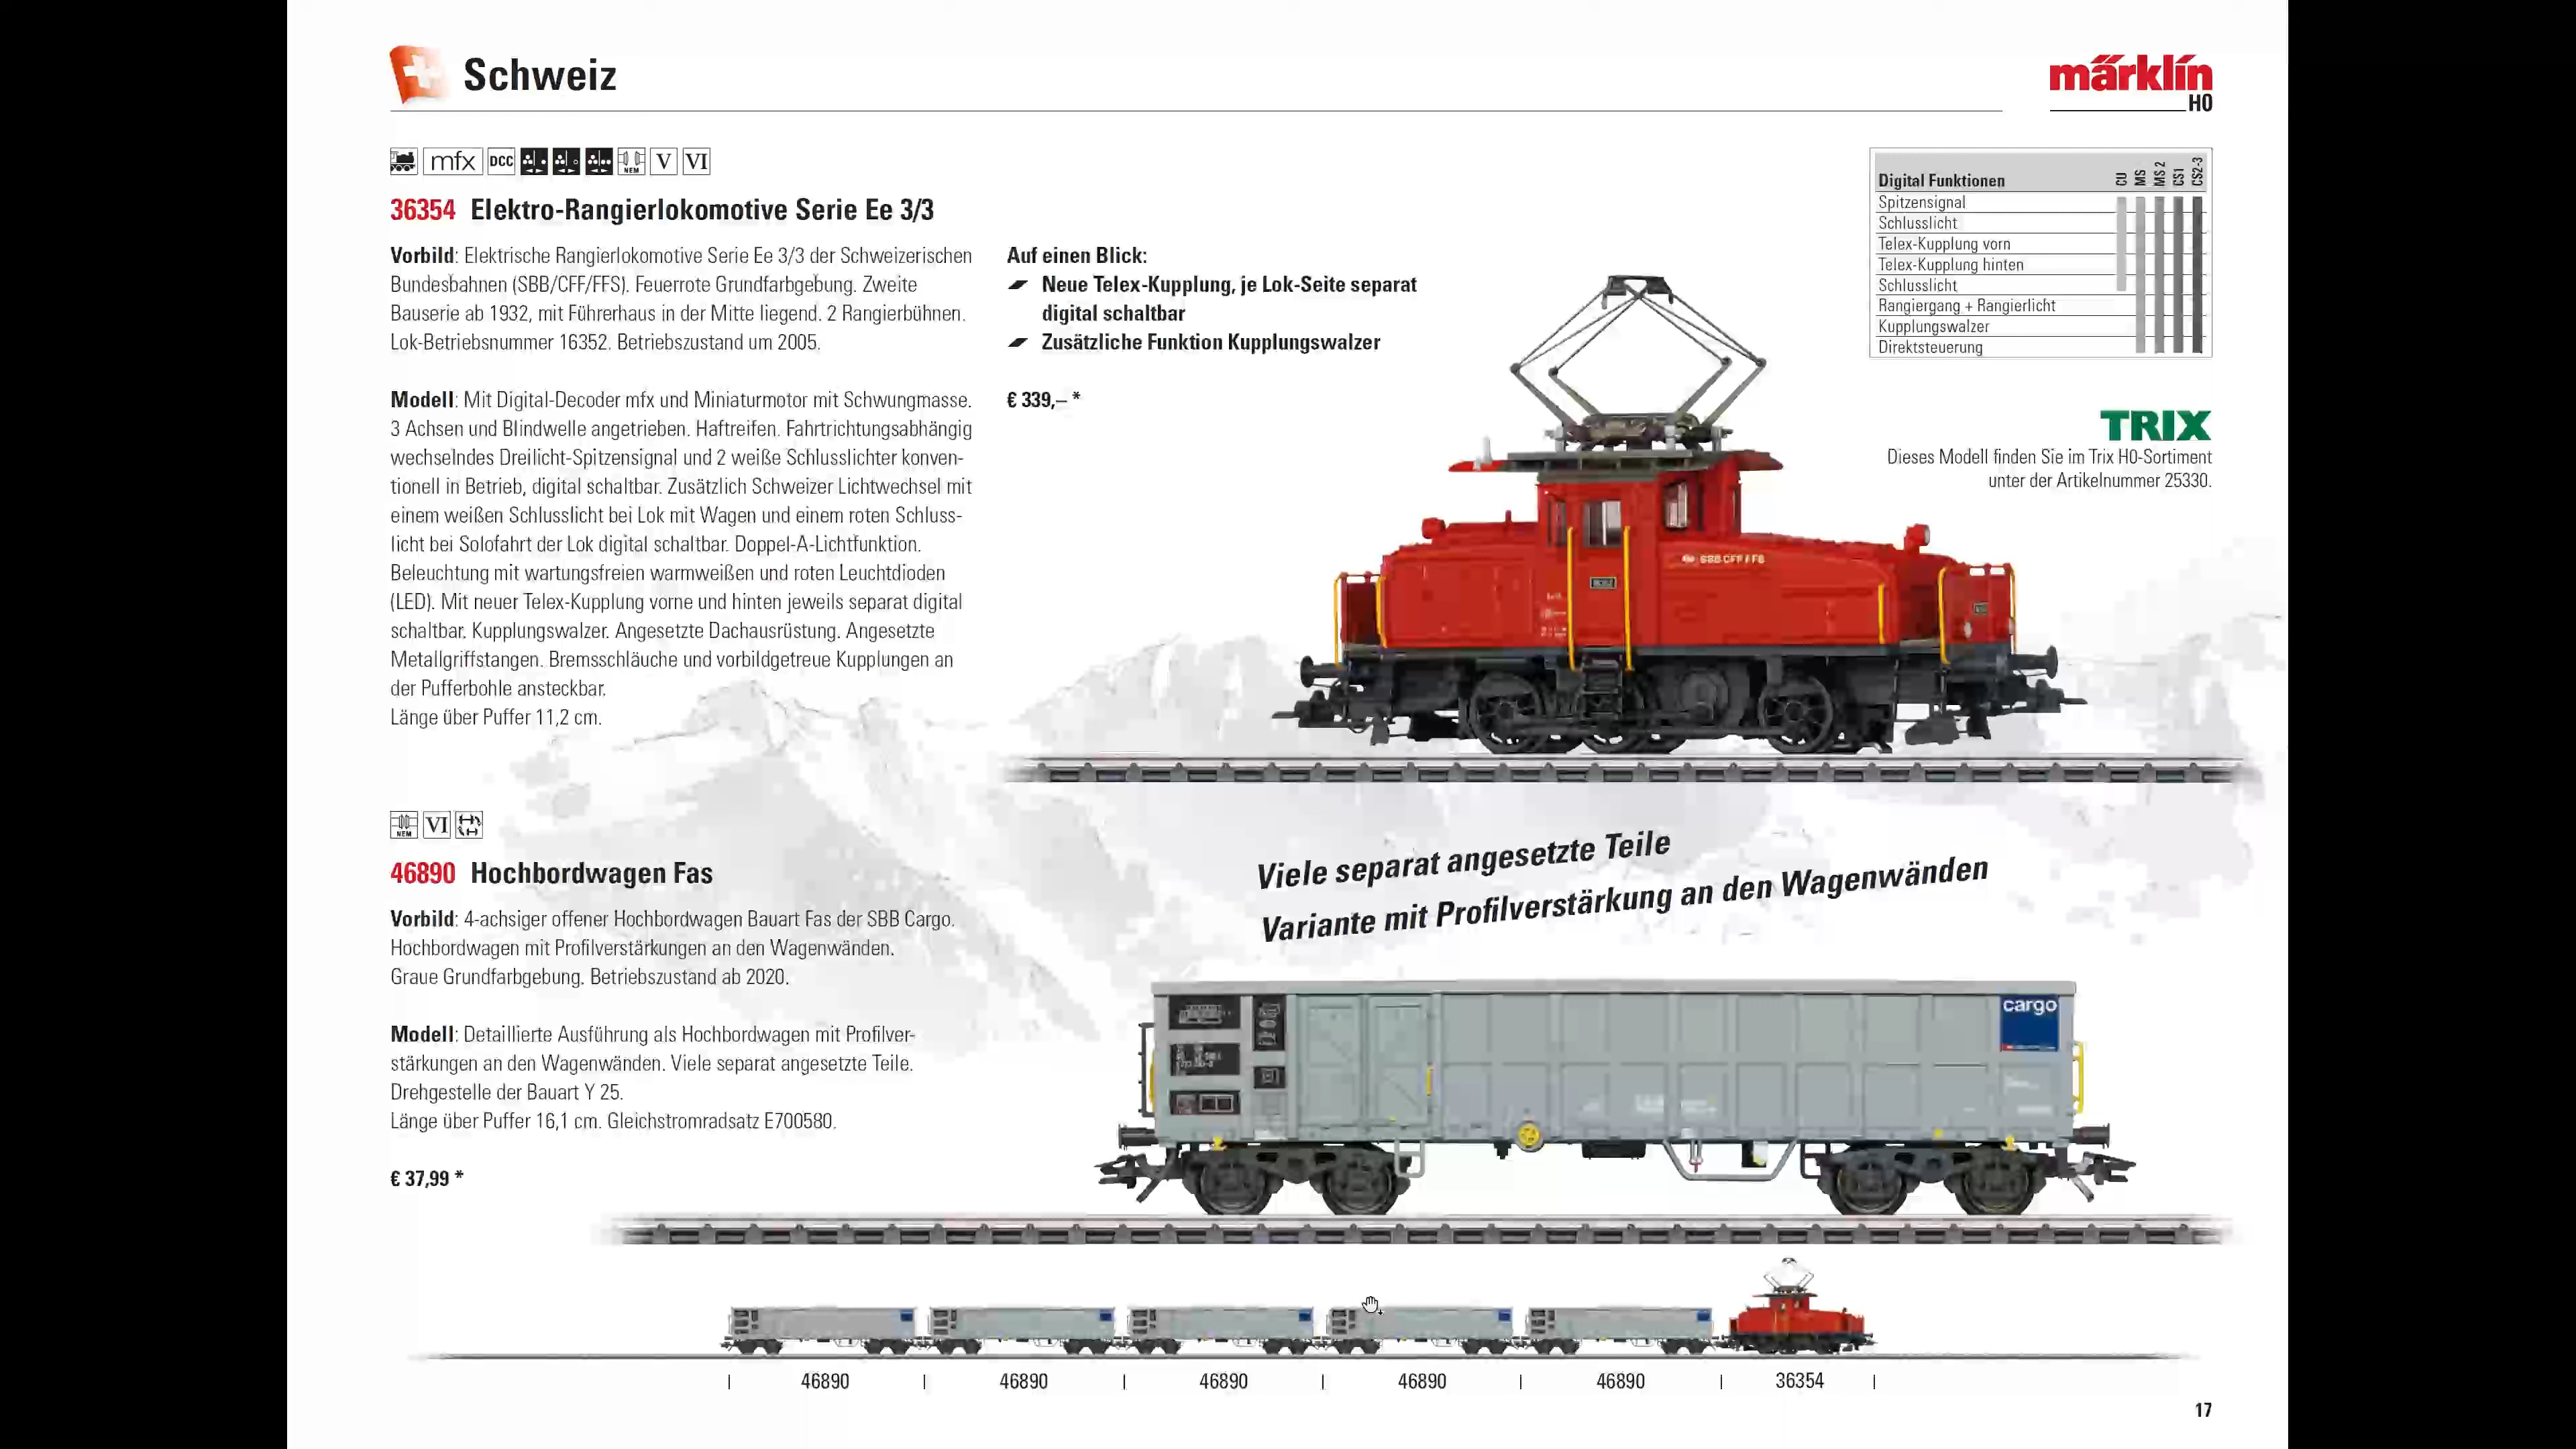 Schweiz
märklin
H0
mfx DCC NEM V VI
36354 Elektro-Rangierlokomotive Serie Ee 3/3
Vorbild: Elektrische Rangierlokomotive Serie Ee 3/3 der Schweizerischen
Bundesbahnen (SBB/CFF/FFS). Feuerrote Grundfarbgebung. Zweite
Bauserie ab 1932, mit Führerhaus in der Mitte liegend. 2 Rangierbühnen.
Lok-Betriebsnummer 16352. Betriebszustand um 2005.
Modell: Mit Digital-Decoder mfx und Miniaturmotor mit Schwungmasse.
3 Achsen und Blindwelle angetrieben. Haftreifen. Fahrtrichtungsabhängig
wechselndes Dreilicht-Spitzensignal und 2 weiße Schlusslichter konven-
tionell in Betrieb, digital schaltbar. Zusätzlich Schweizer Lichtwechsel mit
einem weißen Schlusslicht bei Lok mit Wagen und einem roten Schluss-
licht bei Solofahrt der Lok digital schaltbar. Doppel-A-Lichtfunktion.
Beleuchtung mit wartungsfreien warmweißen und roten Leuchtdioden
(LED). Mit neuer Telex-Kupplung vorne und hinten jeweils separat digital
schaltbar. Kupplungswalzer. Angesetzte Dachausrüstung. Angesetzte
Metallgriffstangen. Bremsschläuche und vorbildgetreue Kupplungen an
der Pufferbohle ansteckbar.
Länge über Puffer 11,2 cm.
Auf einen Blick:
Neue Telex-Kupplung, je Lok-Seite separat
digital schaltbar
Zusätzliche Funktion Kupplungswalzer
€ 339,– *
Digital Funktionen CU MS MS 2 CS1 CS2-3
Spitzensignal
Schlusslicht
Telex-Kupplung vorn
Telex-Kupplung hinten
Schlusslicht
Rangiergang + Rangierlicht
Kupplungswalzer
Direktsteuerung
TRIX
Dieses Modell finden Sie im Trix H0-Sortiment
unter der Artikelnummer 25330.
SBB CFF FFS
NEM VI
46890 Hochbordwagen Fas
Vorbild: 4-achsiger offener Hochbordwagen Bauart Fas der SBB Cargo.
Hochbordwagen mit Profilverstärkungen an den Wagenwänden.
Graue Grundfarbgebung. Betriebszustand ab 2020.
Modell: Detaillierte Ausführung als Hochbordwagen mit Profilver-
stärkungen an den Wagenwänden. Viele separat angesetzte Teile.
Drehgestelle der Bauart Y 25.
Länge über Puffer 16,1 cm. Gleichstromradsatz E700580.
€ 37,99 *
Viele separat angesetzte Teile
Variante mit Profilverstärkung an den Wagenwänden
cargo
46890 46890 46890 46890 46890 36354
17